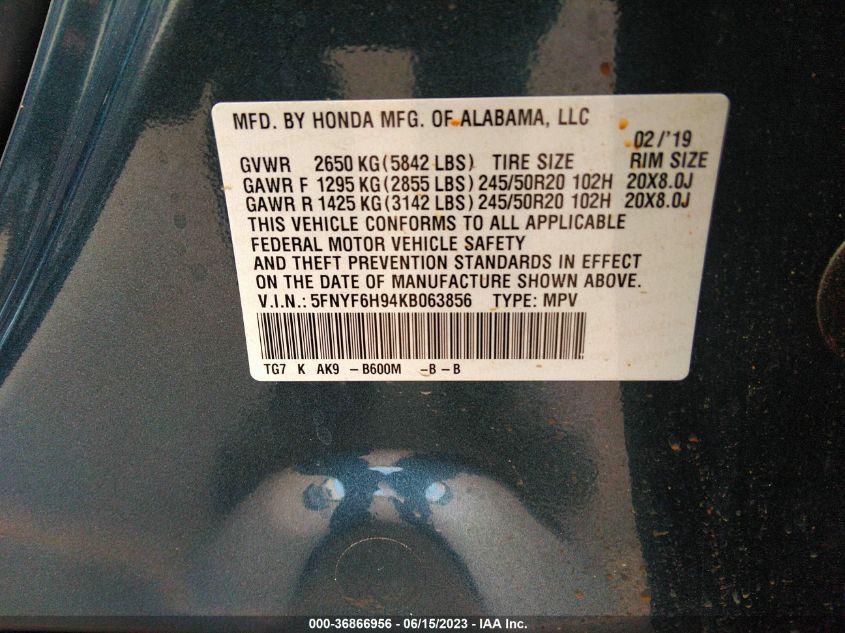 MFD. BY HONDA MFG. OF ALABAMA, LLC
02/'19
GVWR 2650 KG(5842 LBS) TIRE SIZE RIM SIZE
GAWR F 1295 KG(2855 LBS)245/50R20 102H 20X8.0J
GAWR R 1425 KG(3142 LBS)245/50R20 102H 20X8.0J
THIS VEHICLE CONFORMS TO ALL APPLICABLE
FEDERAL MOTOR VEHICLE SAFETY
AND THEFT PREVENTION STANDARDS IN EFFECT
ON THE DATE OF MANUFACTURE SHOWN ABOVE.
V.I.N.: 5FNYF6H94KB063856 TYPE: MPV
TG7 K AK9 - B600M -B - B
000-36866956 - 06/15/2023 - IAA Inc.